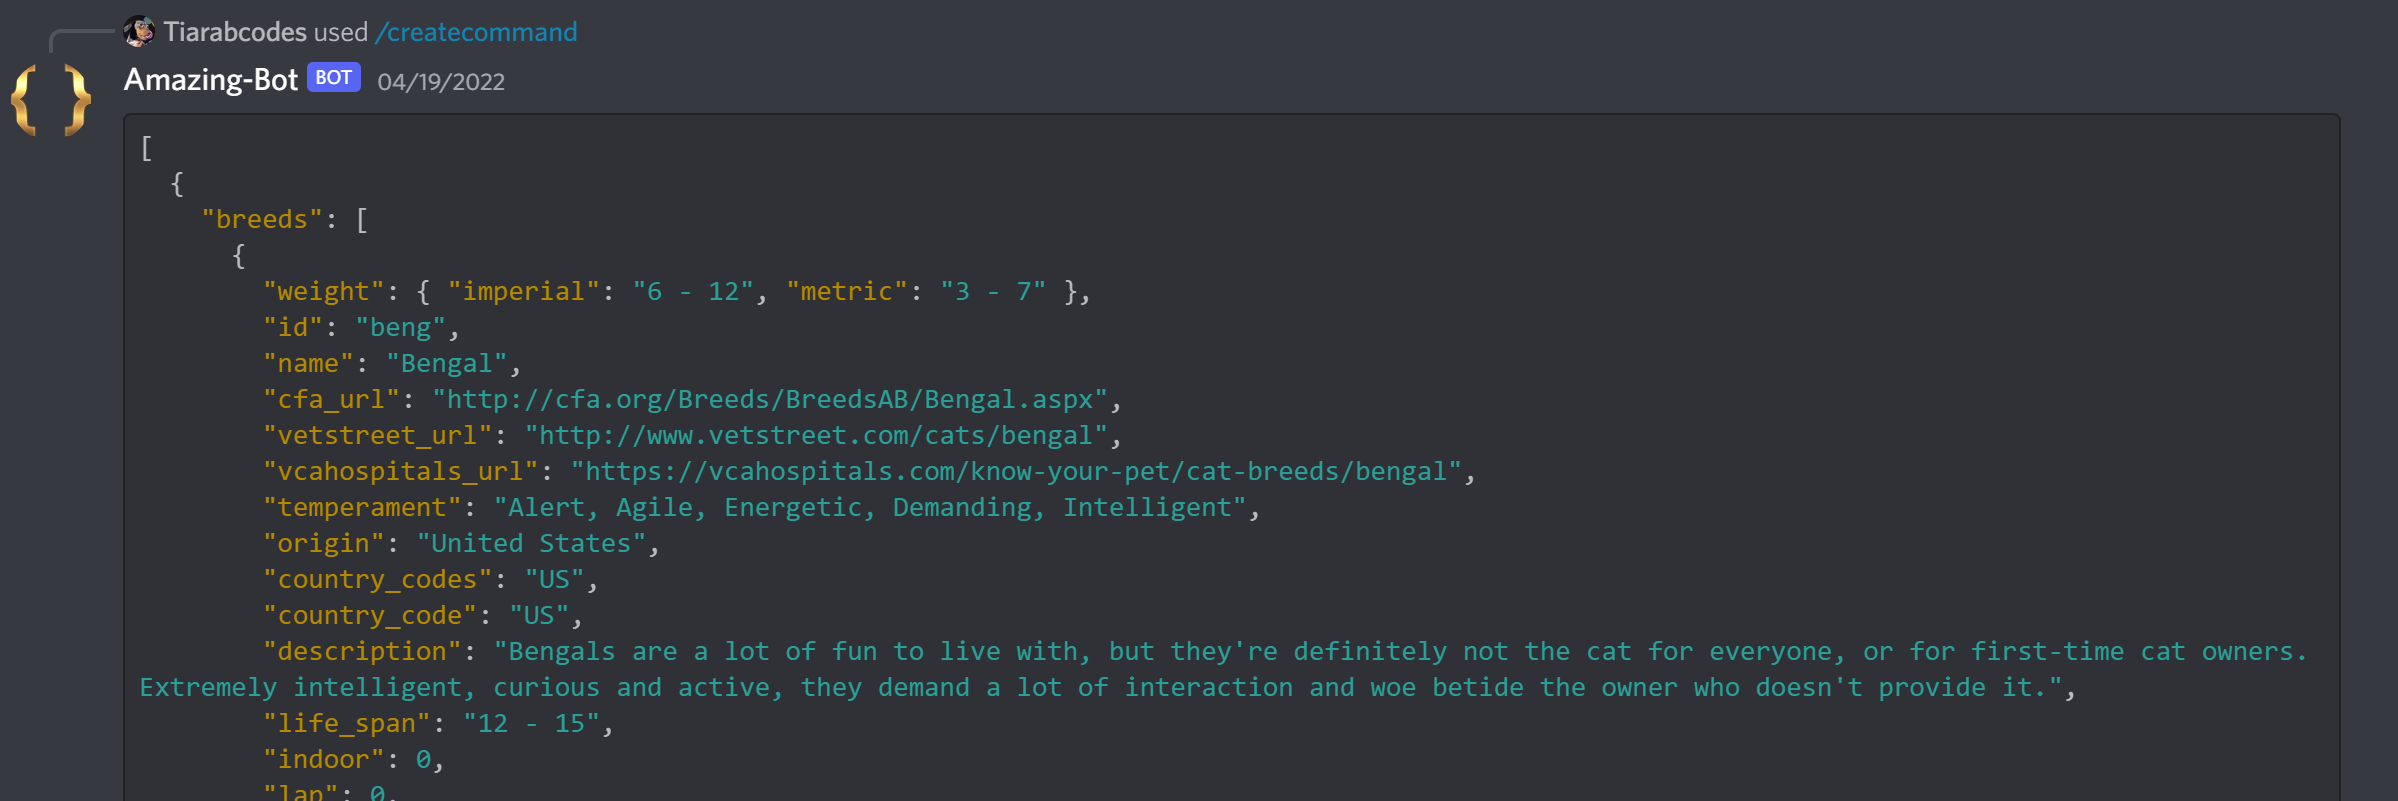 Tiarabcodes used /createcommand
Amazing-Bot BOT 04/19/2022
[
  {
    "breeds": [
      {
        "weight": { "imperial": "6 - 12", "metric": "3 - 7" },
        "id": "beng",
        "name": "Bengal",
        "cfa_url": "http://cfa.org/Breeds/BreedsAB/Bengal.aspx",
        "vetstreet_url": "http://www.vetstreet.com/cats/bengal",
        "vcahospitals_url": "https://vcahospitals.com/know-your-pet/cat-breeds/bengal",
        "temperament": "Alert, Agile, Energetic, Demanding, Intelligent",
        "origin": "United States",
        "country_codes": "US",
        "country_code": "US",
        "description": "Bengals are a lot of fun to live with, but they're definitely not the cat for everyone, or for first-time cat owners.
Extremely intelligent, curious and active, they demand a lot of interaction and woe betide the owner who doesn't provide it.",
        "life_span": "12 - 15",
        "indoor": 0,
        "lap": 0,